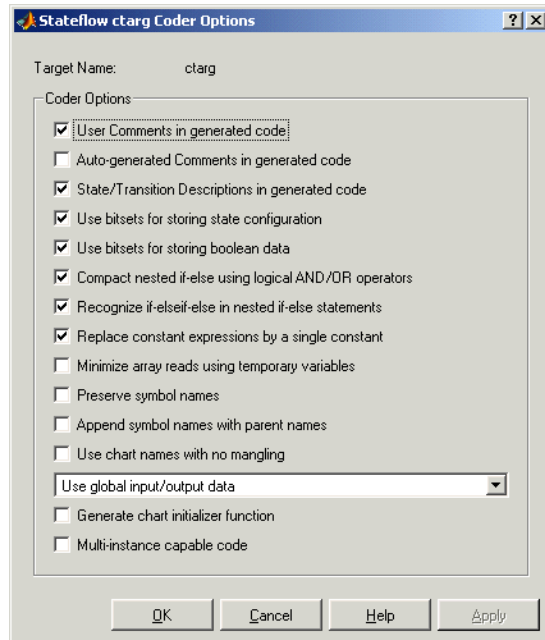 Stateflow ctarg Coder Options
Target Name: ctarg
Coder Options
User Comments in generated code
Auto-generated Comments in generated code
State/Transition Descriptions in generated code
Use bitsets for storing state configuration
Use bitsets for storing boolean data
Compact nested if-else using logical AND/OR operators
Recognize if-elseif-else in nested if-else statements
Replace constant expressions by a single constant
Minimize array reads using temporary variables
Preserve symbol names
Append symbol names with parent names
Use chart names with no mangling
Use global input/output data
Generate chart initializer function
Multi-instance capable code
OK Cancel Help Apply